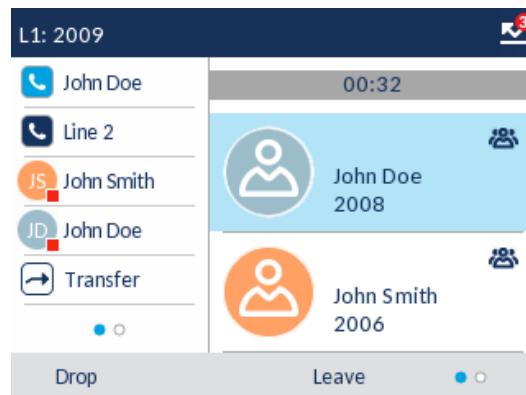 L1: 2009
3
John Doe
Line 2
JS John Smith
JD John Doe
Transfer
00:32
John Doe
2008
John Smith
2006
Drop
Leave